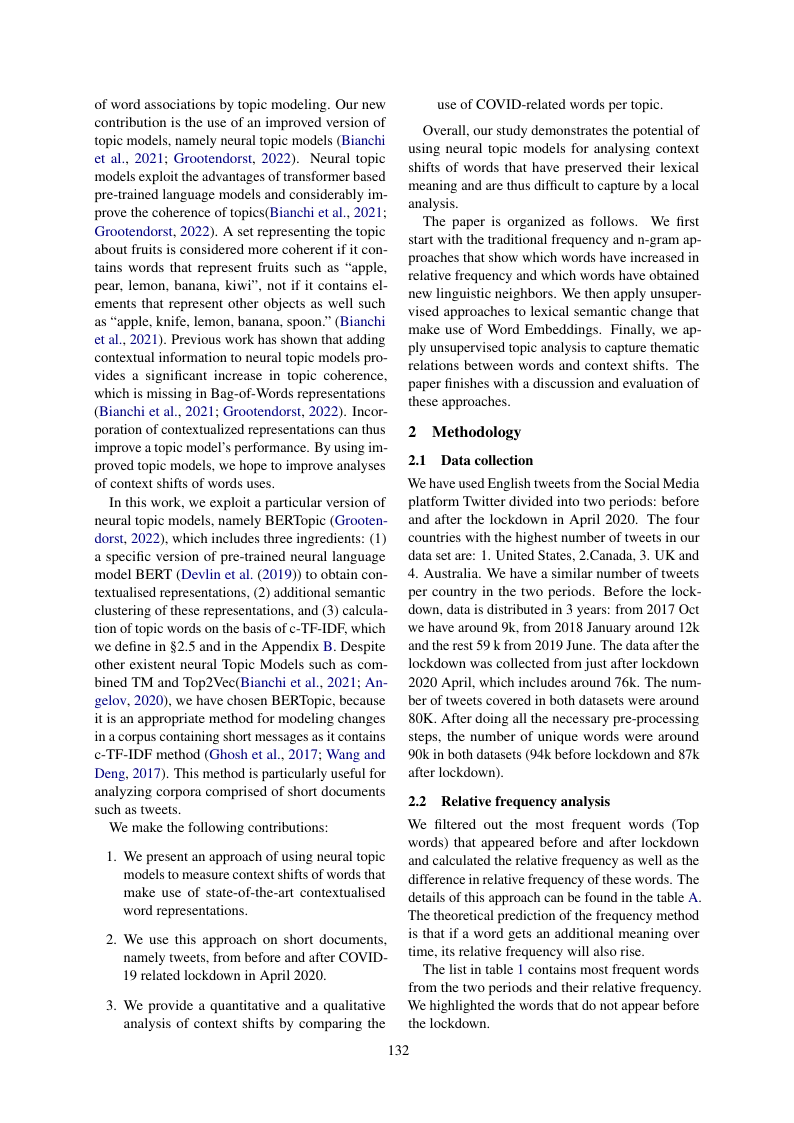 of word associations by topic modeling. Our new
contribution is the use of an improved version of
topic models, namely neural topic models (Bianchi
et al., 2021; Grootendorst, 2022). Neural topic
models exploit the advantages of transformer based
pre-trained language models and considerably im-
prove the coherence of topics(Bianchi et al., 2021;
Grootendorst, 2022). A set representing the topic
about fruits is considered more coherent if it con-
tains words that represent fruits such as “apple,
pear, lemon, banana, kiwi”, not if it contains el-
ements that represent other objects as well such
as “apple, knife, lemon, banana, spoon.” (Bianchi
et al., 2021). Previous work has shown that adding
contextual information to neural topic models pro-
vides a significant increase in topic coherence,
which is missing in Bag-of-Words representations
(Bianchi et al., 2021; Grootendorst, 2022). Incor-
poration of contextualized representations can thus
improve a topic model’s performance. By using im-
proved topic models, we hope to improve analyses
of context shifts of words uses.
In this work, we exploit a particular version of
neural topic models, namely BERTopic (Grooten-
dorst, 2022), which includes three ingredients: (1)
a specific version of pre-trained neural language
model BERT (Devlin et al. (2019)) to obtain con-
textualised representations, (2) additional semantic
clustering of these representations, and (3) calcula-
tion of topic words on the basis of c-TF-IDF, which
we define in §2.5 and in the Appendix B. Despite
other existent neural Topic Models such as com-
bined TM and Top2Vec(Bianchi et al., 2021; An-
gelov, 2020), we have chosen BERTopic, because
it is an appropriate method for modeling changes
in a corpus containing short messages as it contains
c-TF-IDF method (Ghosh et al., 2017; Wang and
Deng, 2017). This method is particularly useful for
analyzing corpora comprised of short documents
such as tweets.
We make the following contributions:
1. We present an approach of using neural topic
models to measure context shifts of words that
make use of state-of-the-art contextualised
word representations.
2. We use this approach on short documents,
namely tweets, from before and after COVID-
19 related lockdown in April 2020.
3. We provide a quantitative and a qualitative
analysis of context shifts by comparing the
use of COVID-related words per topic.
Overall, our study demonstrates the potential of
using neural topic models for analysing context
shifts of words that have preserved their lexical
meaning and are thus difficult to capture by a local
analysis.
The paper is organized as follows. We first
start with the traditional frequency and n-gram ap-
proaches that show which words have increased in
relative frequency and which words have obtained
new linguistic neighbors. We then apply unsuper-
vised approaches to lexical semantic change that
make use of Word Embeddings. Finally, we ap-
ply unsupervised topic analysis to capture thematic
relations between words and context shifts. The
paper finishes with a discussion and evaluation of
these approaches.
2 Methodology
2.1 Data collection
We have used English tweets from the Social Media
platform Twitter divided into two periods: before
and after the lockdown in April 2020. The four
countries with the highest number of tweets in our
data set are: 1. United States, 2.Canada, 3. UK and
4. Australia. We have a similar number of tweets
per country in the two periods. Before the lock-
down, data is distributed in 3 years: from 2017 Oct
we have around 9k, from 2018 January around 12k
and the rest 59 k from 2019 June. The data after the
lockdown was collected from just after lockdown
2020 April, which includes around 76k. The num-
ber of tweets covered in both datasets were around
80K. After doing all the necessary pre-processing
steps, the number of unique words were around
90k in both datasets (94k before lockdown and 87k
after lockdown).
2.2 Relative frequency analysis
We filtered out the most frequent words (Top
words) that appeared before and after lockdown
and calculated the relative frequency as well as the
difference in relative frequency of these words. The
details of this approach can be found in the table A.
The theoretical prediction of the frequency method
is that if a word gets an additional meaning over
time, its relative frequency will also rise.
The list in table 1 contains most frequent words
from the two periods and their relative frequency.
We highlighted the words that do not appear before
the lockdown.
132